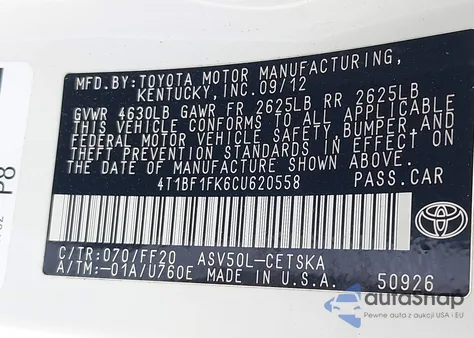 MFD.BY:TOYOTA MOTOR MANUFACTURING,
KENTUCKY, INC.09/12
GVWR 4630LB GAWR FR 2625LB RR 2625LB
THIS VEHICLE CONFORMS TO ALL APPLICABLE
FEDERAL MOTOR VEHICLE SAFETY,BUMPER,AND
THEFT PREVENTION STANDARDS IN EFFECT ON
THE DATE OF MANUFACTURE SHOWN ABOVE.
4T1BF1FK6CU620558 PASS.CAR
TOYOTA
C/TR:070/FF20 ASV50L-CETSKA
A/TM:-01A/U760E MADE IN U.S.A. 50926
P8
autoSnap
Pewne auta z aukcji USA i EU